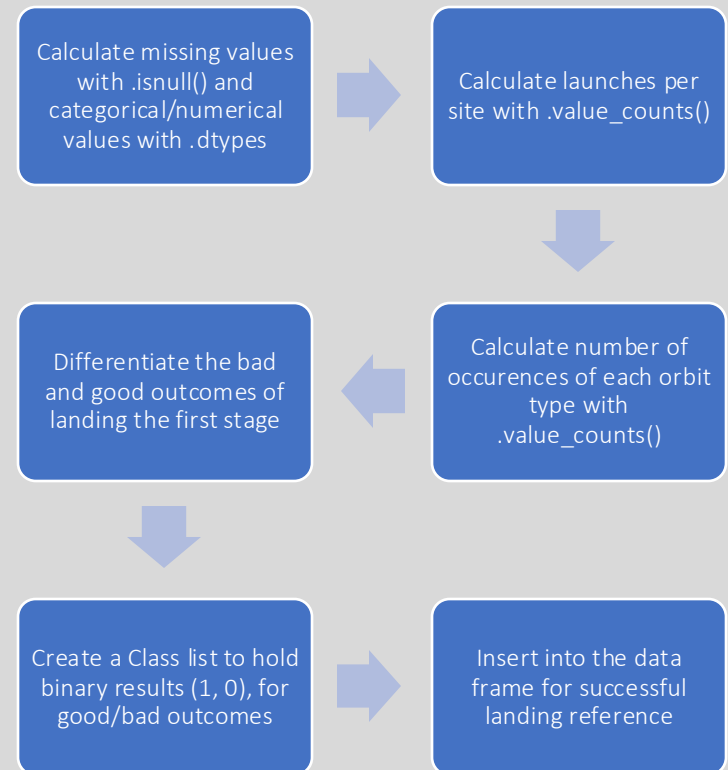 Calculate missing values
with .isnull() and
categorical/numerical
values with .dtypes
Calculate launches per
site with .value_counts()
Calculate number of
occurences of each orbit
type with
.value_counts()
Differentiate the bad
and good outcomes of
landing the first stage
Create a Class list to hold
binary results (1, 0), for
good/bad outcomes
Insert into the data
frame for successful
landing reference